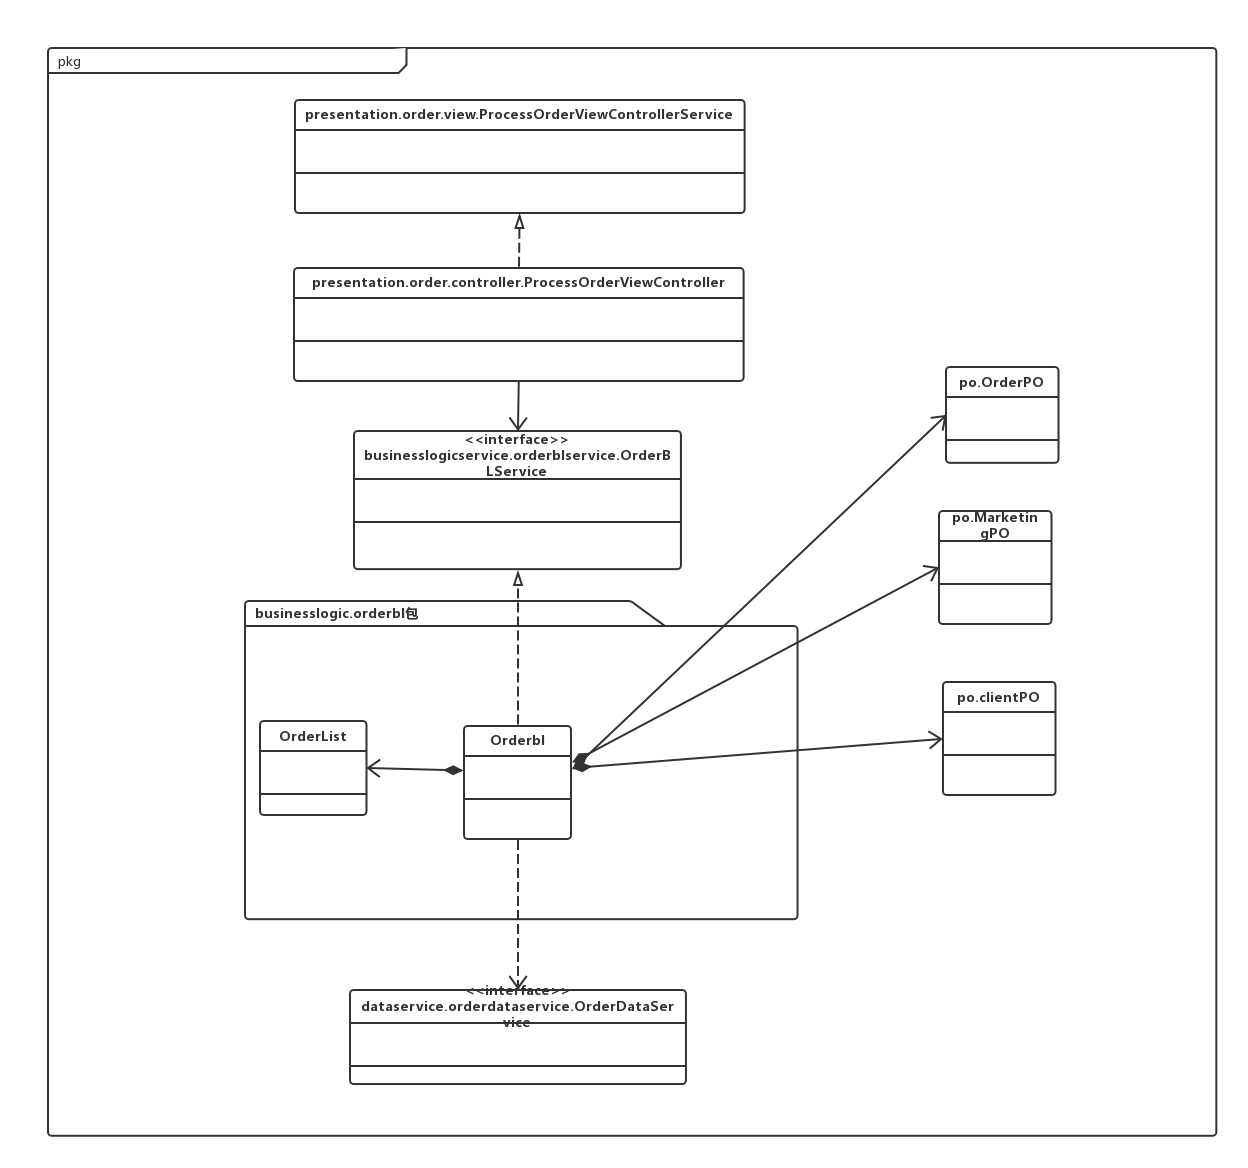 pkg
presentation.order.view.ProcessOrderViewControllerService
presentation.order.controller.ProcessOrderViewController
po.OrderPO
<<interface>>
businesslogicservice.orderblservice.OrderB
LService
po.Marketin
gPO
businesslogic.orderbl包
po.clientPO
OrderList
Orderbl
<<interface>>
dataservice.orderdataservice.OrderDataSer
vice